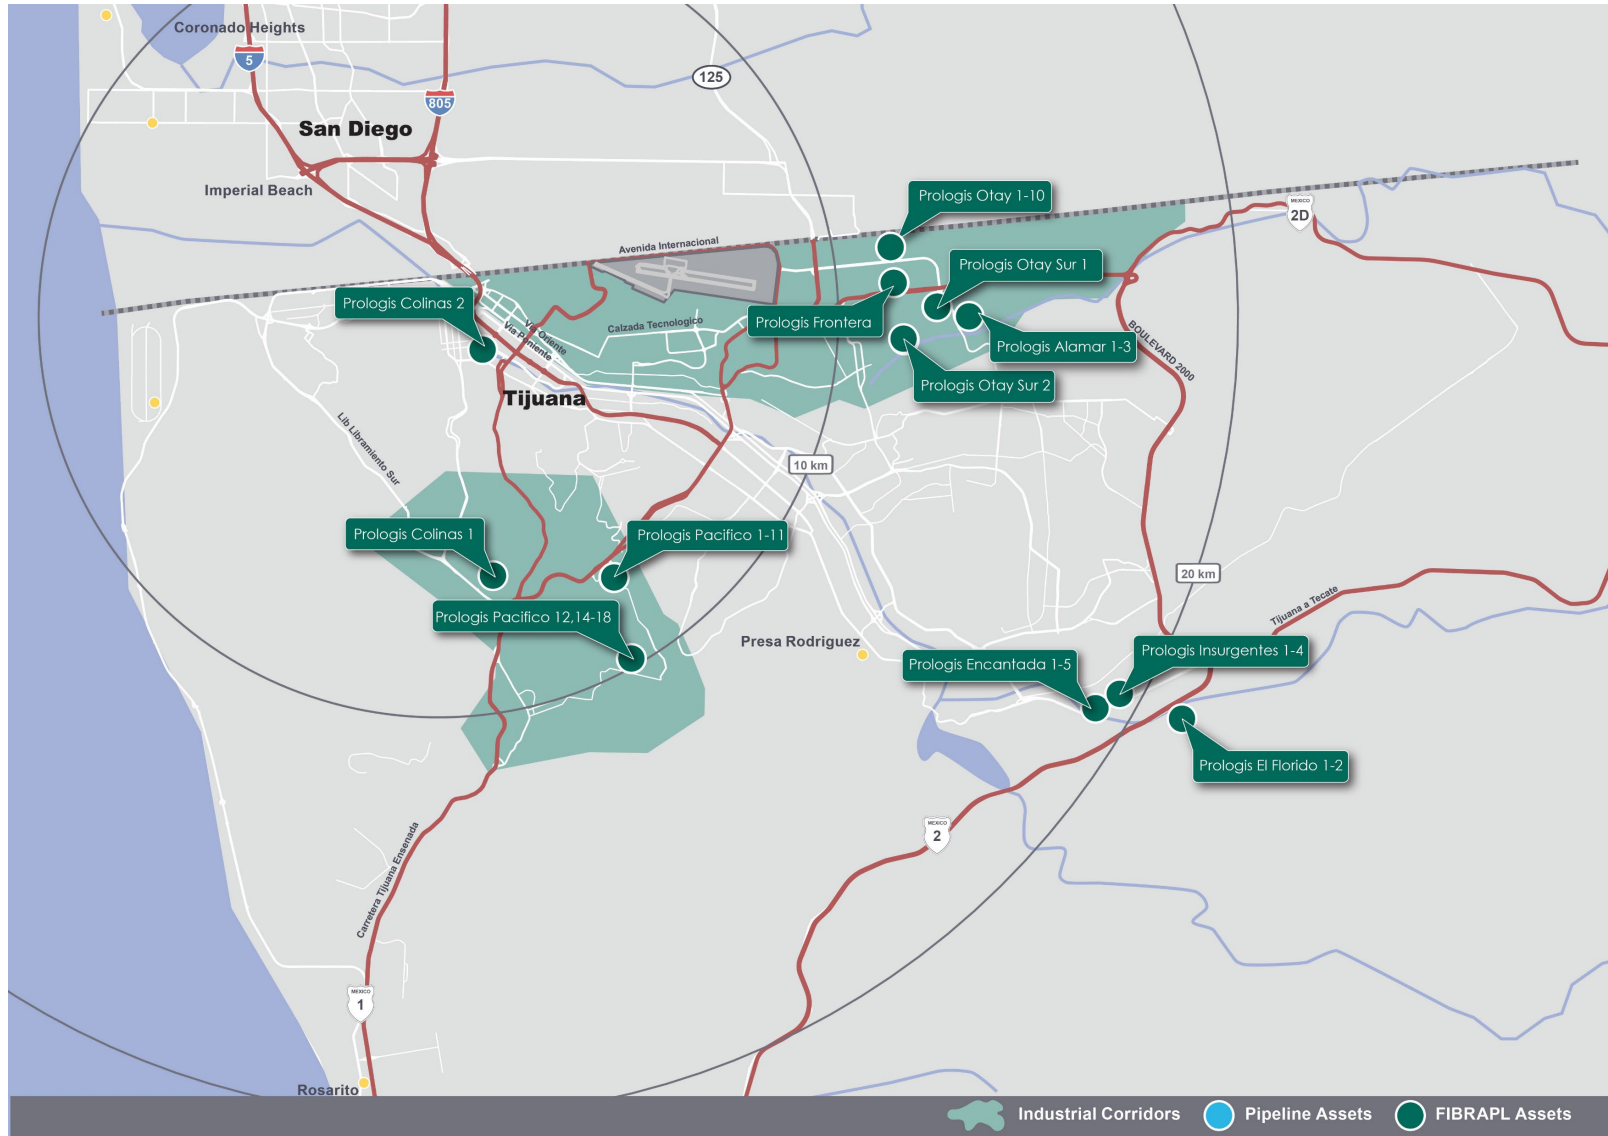 Coronado Heights
5
805
125
San Diego
Imperial Beach
Prologis Otay 1-10
MEXICO
2D
Avenida Internacional
Prologis Otay Sur 1
Prologis Colinas 2
Prologis Frontera
Calzada Tecnologico
Via Oriente
Via Poniente
Prologis Alamar 1-3
BOULEVARD 2000
Prologis Otay Sur 2
Tijuana
Lib Libramiento Sur
10 km
Prologis Colinas 1
Prologis Pacifico 1-11
20 km
Tijuana a Tecate
Prologis Pacifico 12,14-18
Presa Rodriguez
Prologis Insurgentes 1-4
Prologis Encantada 1-5
Prologis El Florido 1-2
MEXICO
2
Carretera Tijuana Ensenada
MEXICO
1
Rosarito
Industrial Corridors
Pipeline Assets
FIBRAPL Assets